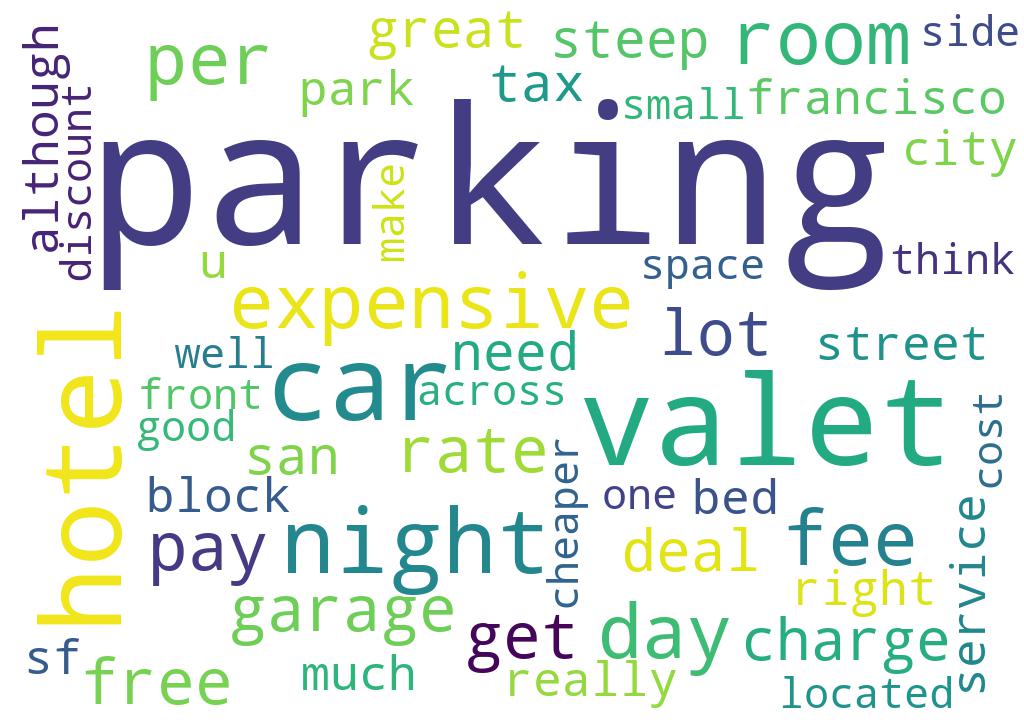 although
discount
per
great
park
steep
tax
room
side
small
francisco
city
parking
make
u
space
think
hotel
expensive
lot
street
well
car
need
front
across
good
valet
san
rate
cheaper
cost
block
one
bed
pay
night
deal
fee
right
service
garage
get
day
charge
sf
free
much
really
located